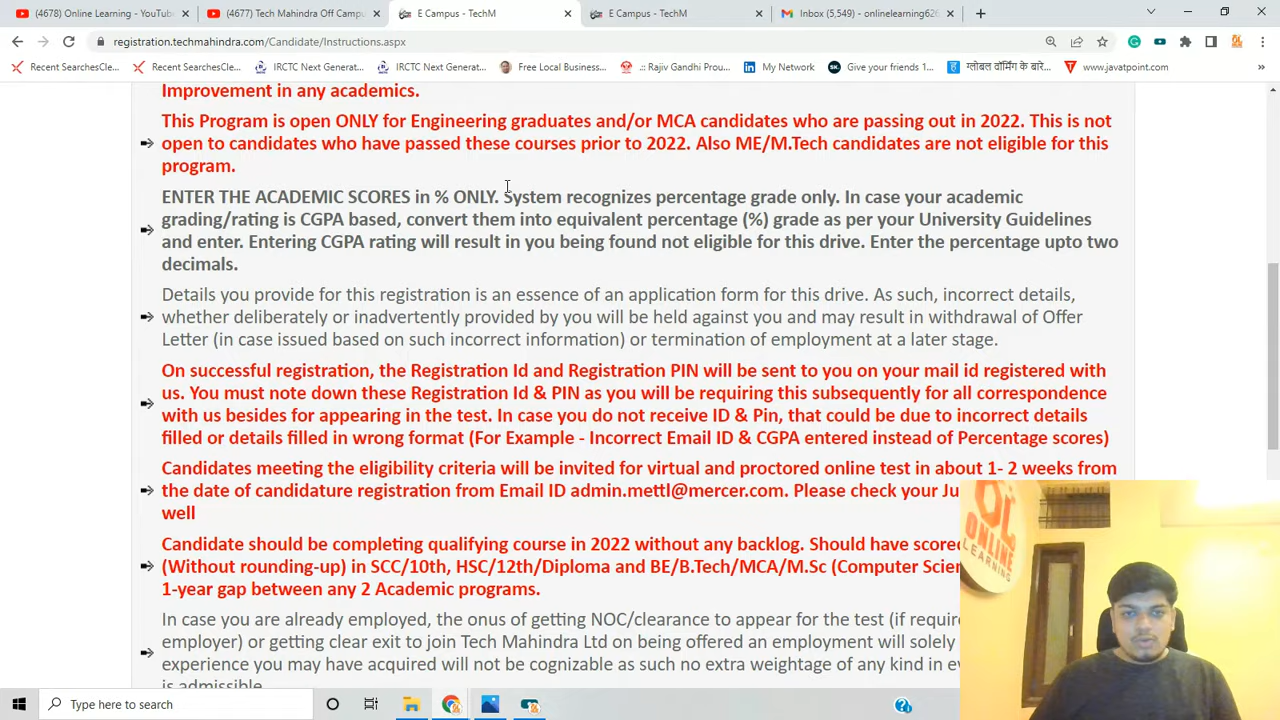 (4678) Online Learning - YouTub
(4677) Tech Mahindra Off Campu
E Campus - TechM
E Campus - TechM
Inbox (5,549) - onlinelearning626
registration.techmahindra.com/Candidate/Instructions.aspx
Recent SearchesCle...
Recent SearchesCle...
IRCTC Next Generat...
IRCTC Next Generat...
Free Local Business...
.:: Rajiv Gandhi Prou...
My Network
Give your friends 1...
ग्लोबल वॉर्मिंग के बारे...
www.javatpoint.com
Improvement in any academics.
This Program is open ONLY for Engineering graduates and/or MCA candidates who are passing out in 2022. This is not
open to candidates who have passed these courses prior to 2022. Also ME/M.Tech candidates are not eligible for this
program.
ENTER THE ACADEMIC SCORES in % ONLY. System recognizes percentage grade only. In case your academic
grading/rating is CGPA based, convert them into equivalent percentage (%) grade as per your University Guidelines
and enter. Entering CGPA rating will result in you being found not eligible for this drive. Enter the percentage upto two
decimals.
Details you provide for this registration is an essence of an application form for this drive. As such, incorrect details,
whether deliberately or inadvertently provided by you will be held against you and may result in withdrawal of Offer
Letter (in case issued based on such incorrect information) or termination of employment at a later stage.
On successful registration, the Registration Id and Registration PIN will be sent to you on your mail id registered with
us. You must note down these Registration Id & PIN as you will be requiring this subsequently for all correspondence
with us besides for appearing in the test. In case you do not receive ID & Pin, that could be due to incorrect details
filled or details filled in wrong format (For Example - Incorrect Email ID & CGPA entered instead of Percentage scores)
Candidates meeting the eligibility criteria will be invited for virtual and proctored online test in about 1- 2 weeks from
the date of candidature registration from Email ID admin.mettl@mercer.com. Please check your Ju
well
Candidate should be completing qualifying course in 2022 without any backlog. Should have score
(Without rounding-up) in SCC/10th, HSC/12th/Diploma and BE/B.Tech/MCA/M.Sc (Computer Scien
1-year gap between any 2 Academic programs.
In case you are already employed, the onus of getting NOC/clearance to appear for the test (if requir
employer) or getting clear exit to join Tech Mahindra Ltd on being offered an employment will solely
experience you may have acquired will not be cognizable as such no extra weightage of any kind in ev
is admissible
OL
ONLINE
LEARNING
Type here to search